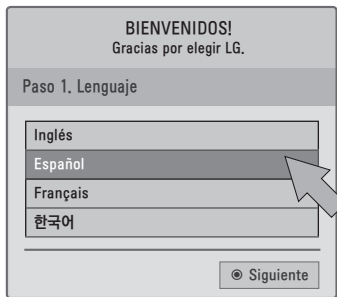 BIENVENIDOS!
Gracias por elegir LG.
Paso 1. Lenguaje
Inglés
Español
Français
한국어
◉ Siguiente